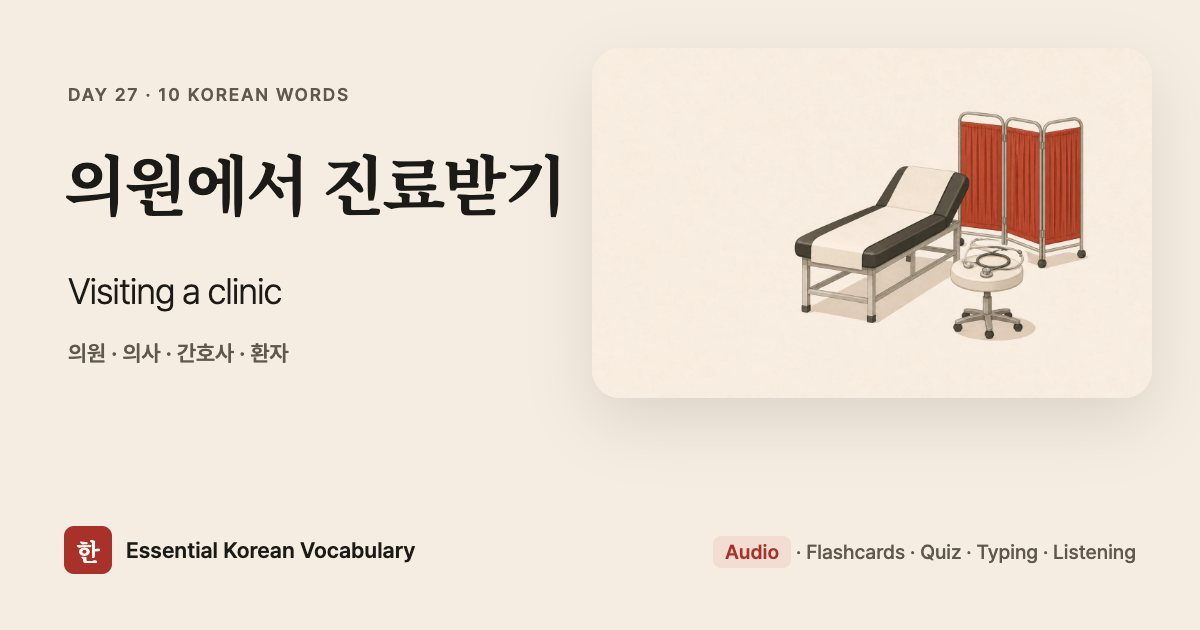 DAY 27 · 10 KOREAN WORDS
의원에서 진료받기
Visiting a clinic
의원 · 의사 · 간호사 · 환자
한 Essential Korean Vocabulary
Audio · Flashcards · Quiz · Typing · Listening